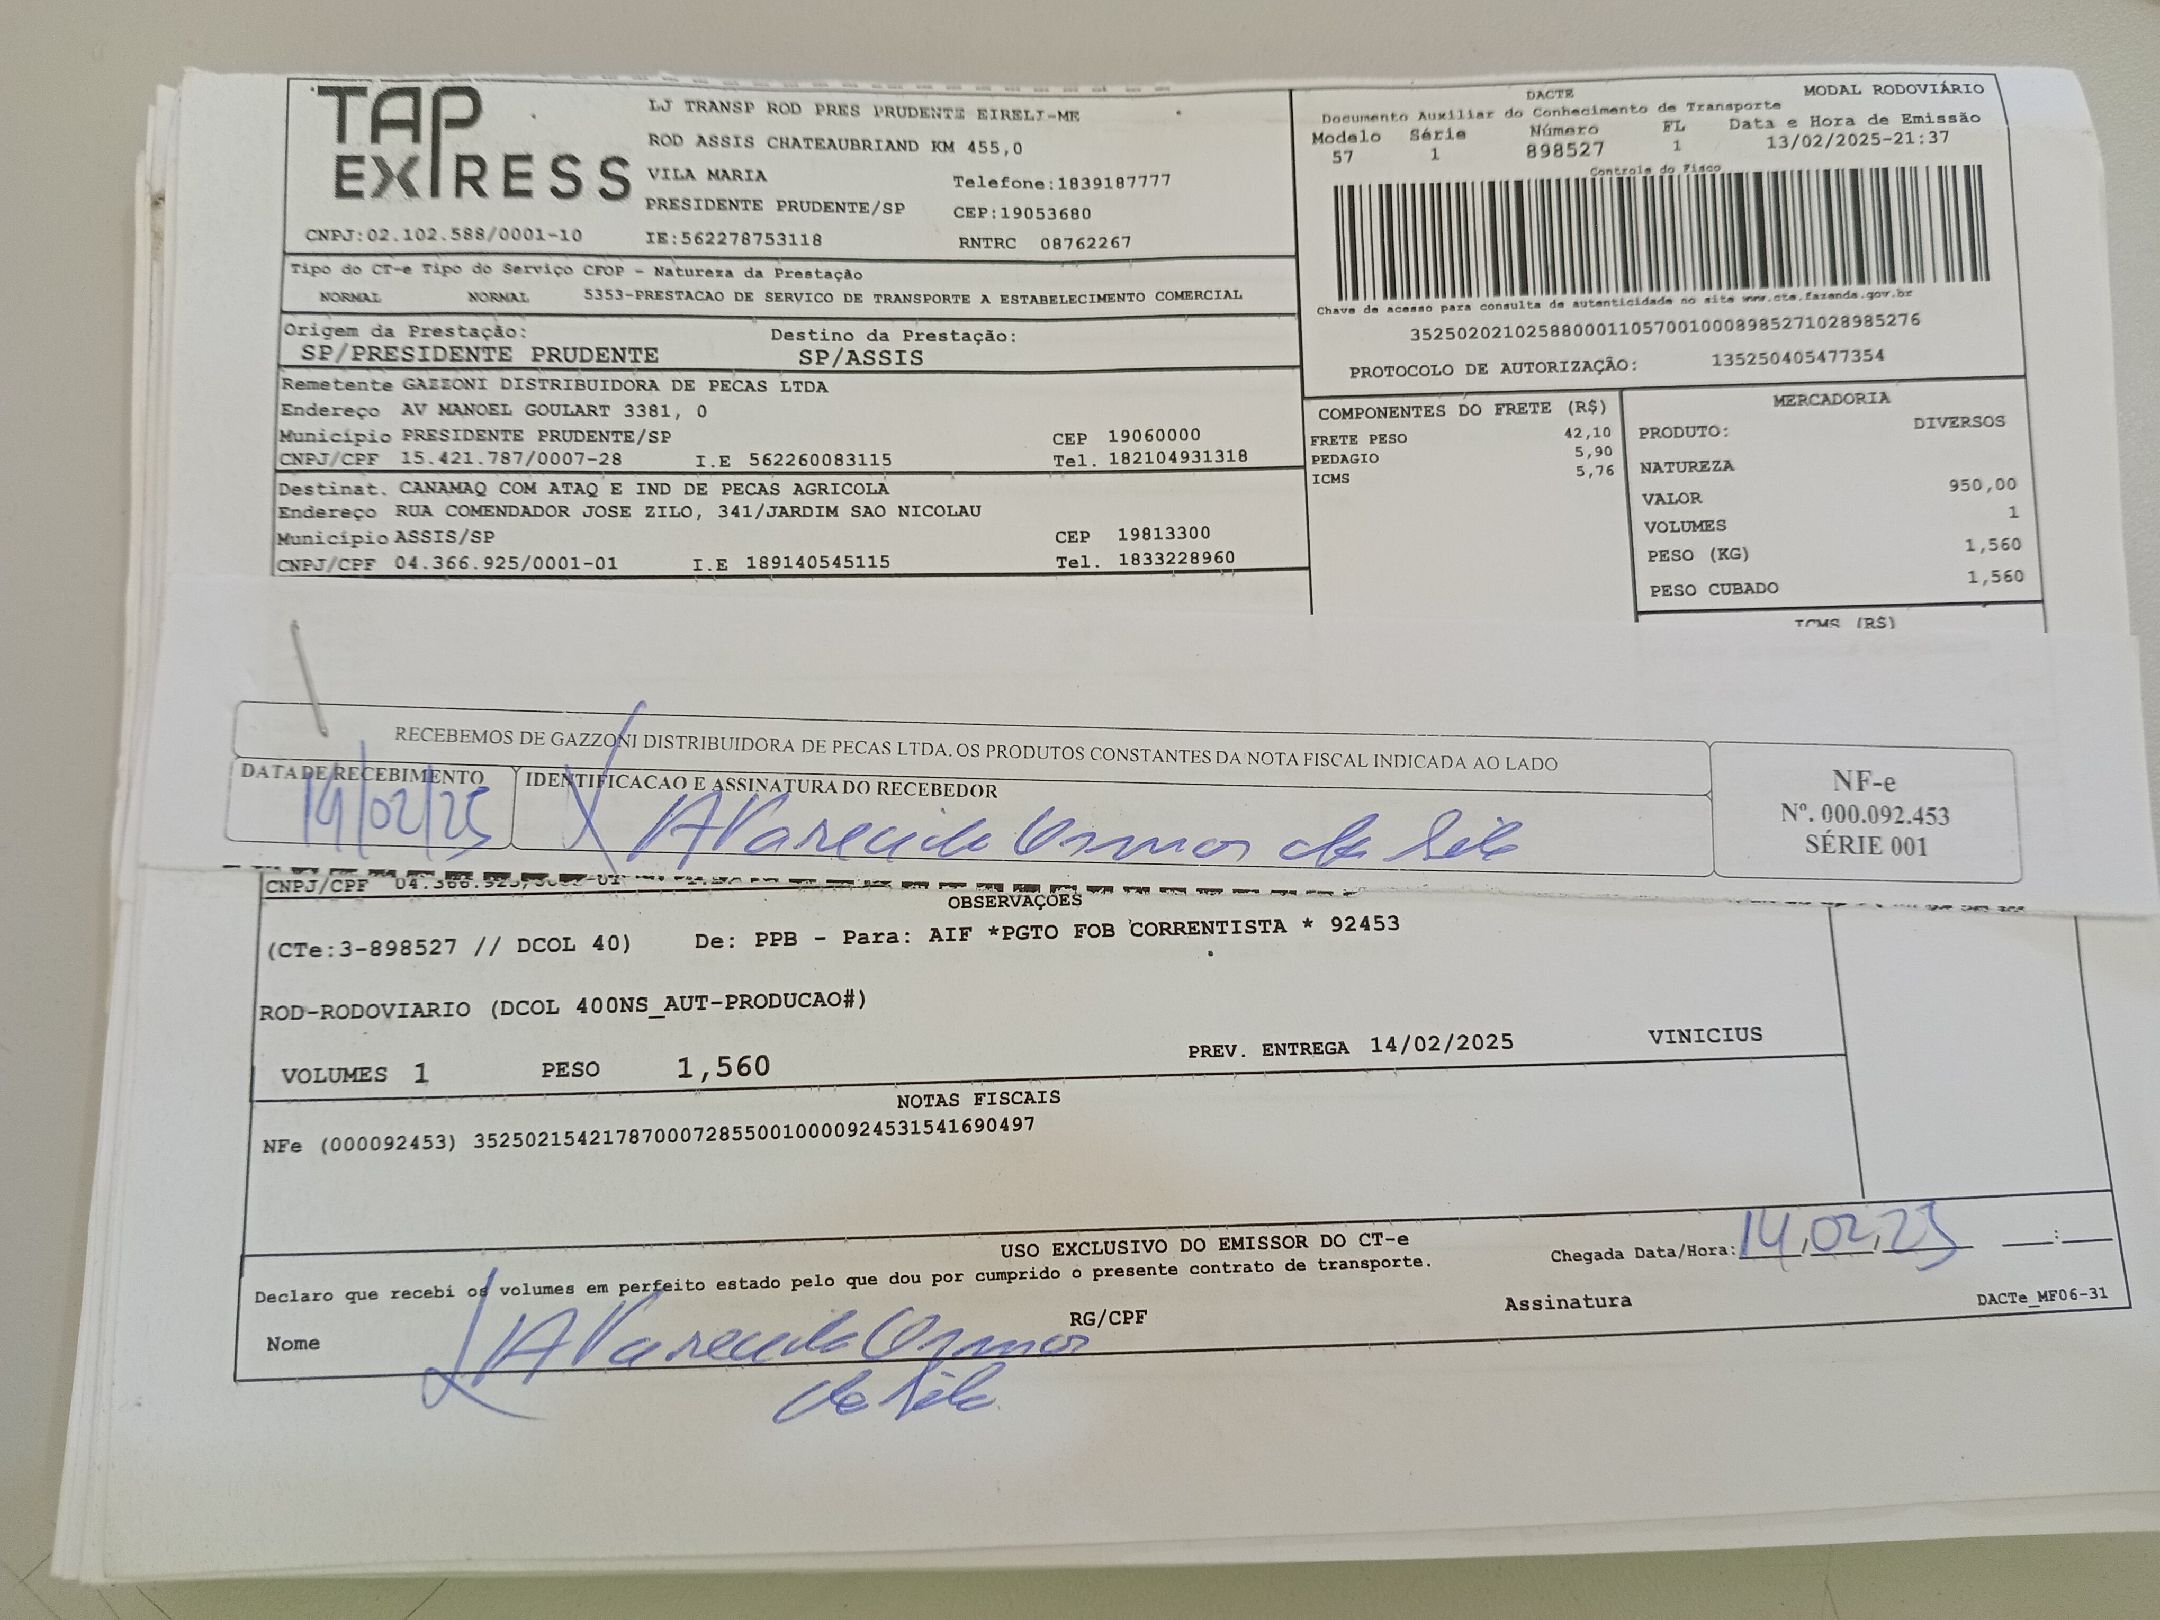 TAP
EXPRESS
LJ TRANSP ROD PRES PRUDENTE EIRELI-ME
ROD ASSIS CHATEAUBRIAND KM 455,0
VILA MARIA Telefone:1839187777
PRESIDENTE PRUDENTE/SP CEP:19053680
CNPJ:02.102.588/0001-10 IE:562278753118 RNTRC 08762267
DACTE MODAL RODOVIÁRIO
Documento Auxiliar do Conhecimento de Transporte
Modelo Série Número FL Data e Hora de Emissão
57 1 898527 1 13/02/2025-21:37
Controle do Fisco
Chave de acesso para consulta de autenticidade no site www.cte.fazenda.gov.br
35250202102588000110570010008985271028985276
PROTOCOLO DE AUTORIZAÇÃO: 135250405477354
Tipo do CT-e Tipo do Serviço CFOP - Natureza da Prestação
NORMAL NORMAL 5353-PRESTACAO DE SERVICO DE TRANSPORTE A ESTABELECIMENTO COMERCIAL
Origem da Prestação: Destino da Prestação:
SP/PRESIDENTE PRUDENTE SP/ASSIS
Remetente GAZZONI DISTRIBUIDORA DE PECAS LTDA
Endereço AV MANOEL GOULART 3381, 0
Município PRESIDENTE PRUDENTE/SP CEP 19060000
CNPJ/CPF 15.421.787/0007-28 I.E 562260083115 Tel. 182104931318
Destinat. CANAMAQ COM ATAQ E IND DE PECAS AGRICOLA
Endereço RUA COMENDADOR JOSE ZILO, 341/JARDIM SAO NICOLAU
Município ASSIS/SP CEP 19813300
CNPJ/CPF 04.366.925/0001-01 I.E 189140545115 Tel. 1833228960
COMPONENTES DO FRETE (R$)
FRETE PESO 42,10
PEDAGIO 5,90
ICMS 5,76
MERCADORIA
PRODUTO: DIVERSOS
NATUREZA
VALOR 950,00
VOLUMES 1
PESO (KG) 1,560
PESO CUBADO 1,560
ICMS (R$)
RECEBEMOS DE GAZZONI DISTRIBUIDORA DE PECAS LTDA. OS PRODUTOS CONSTANTES DA NOTA FISCAL INDICADA AO LADO
DATA DE RECEBIMENTO IDENTIFICACAO E ASSINATURA DO RECEBEDOR
14/02/25 X Aparecido da
NF-e
Nº. 000.092.453
SÉRIE 001
CNPJ/CPF 04.366.925/
OBSERVAÇÕES
(CTe:3-898527 // DCOL 40) De: PPB - Para: AIF *PGTO FOB CORRENTISTA * 92453
ROD-RODOVIARIO (DCOL 400NS_AUT-PRODUCAO#)
VOLUMES 1 PESO 1,560 PREV. ENTREGA 14/02/2025 VINICIUS
NOTAS FISCAIS
NFe (000092453) 35250215421787000728550010000924531541690497
USO EXCLUSIVO DO EMISSOR DO CT-e
Chegada Data/Hora: 14,02,25 __:__
Declaro que recebi os volumes em perfeito estado pelo que dou por cumprido o presente contrato de transporte.
Nome RG/CPF Assinatura DACTe_MF06-31
Aparecido
da